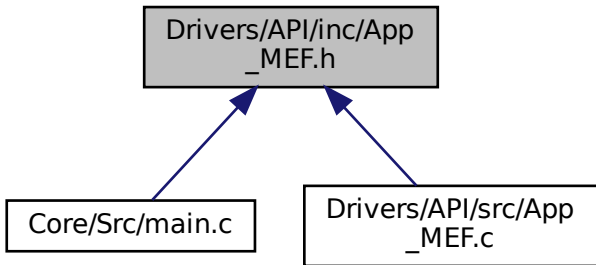 Drivers/API/inc/App
_MEF.h
Core/Src/main.c
Drivers/API/src/App
_MEF.c